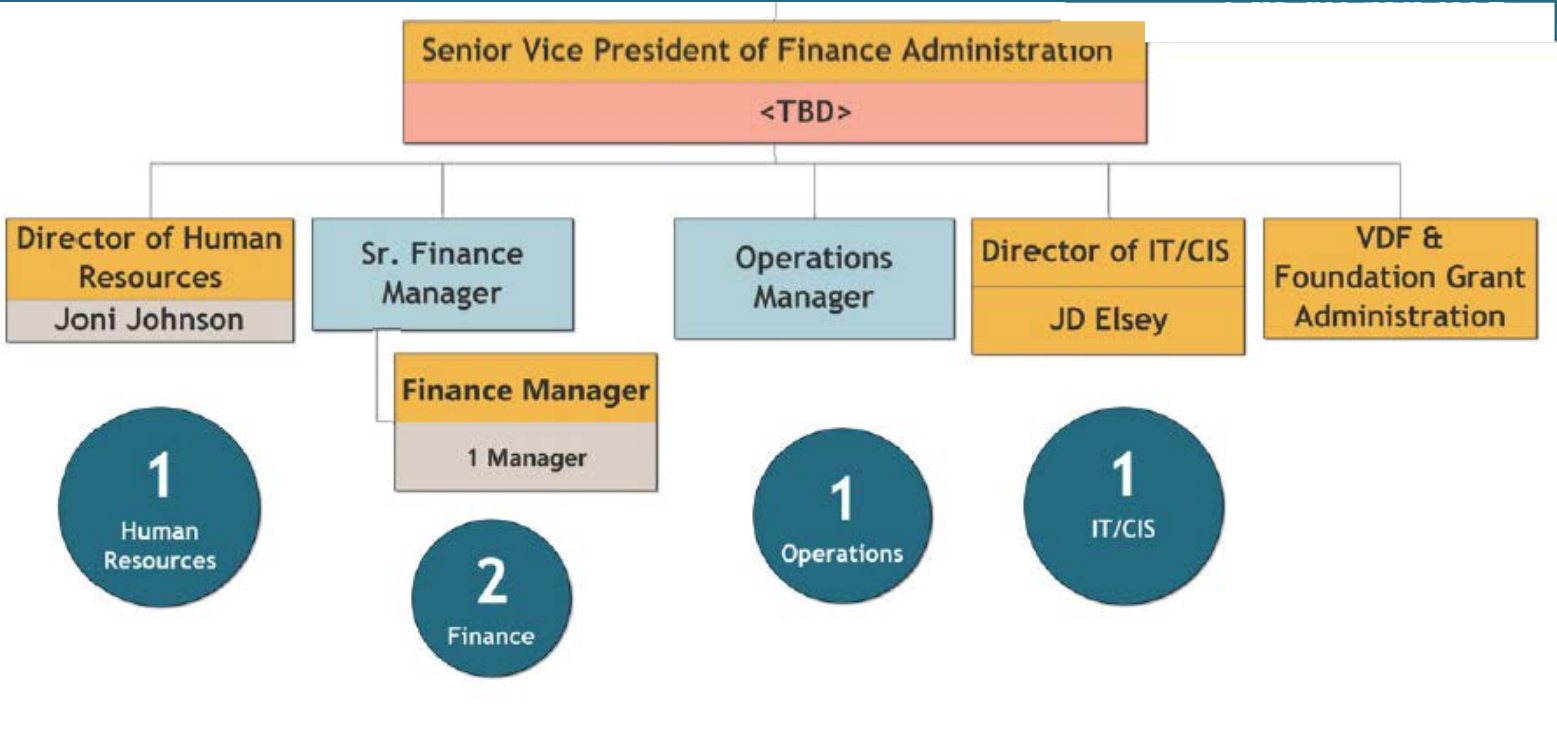 Senior Vice President of Finance Administration
<TBD>
Director of Human
Resources
Joni Johnson
Sr. Finance
Manager
Operations
Manager
Director of IT/CIS
JD Elsey
VDF &
Foundation Grant
Administration
Finance Manager
1 Manager
1
Human
Resources
2
Finance
1
Operations
1
IT/CIS